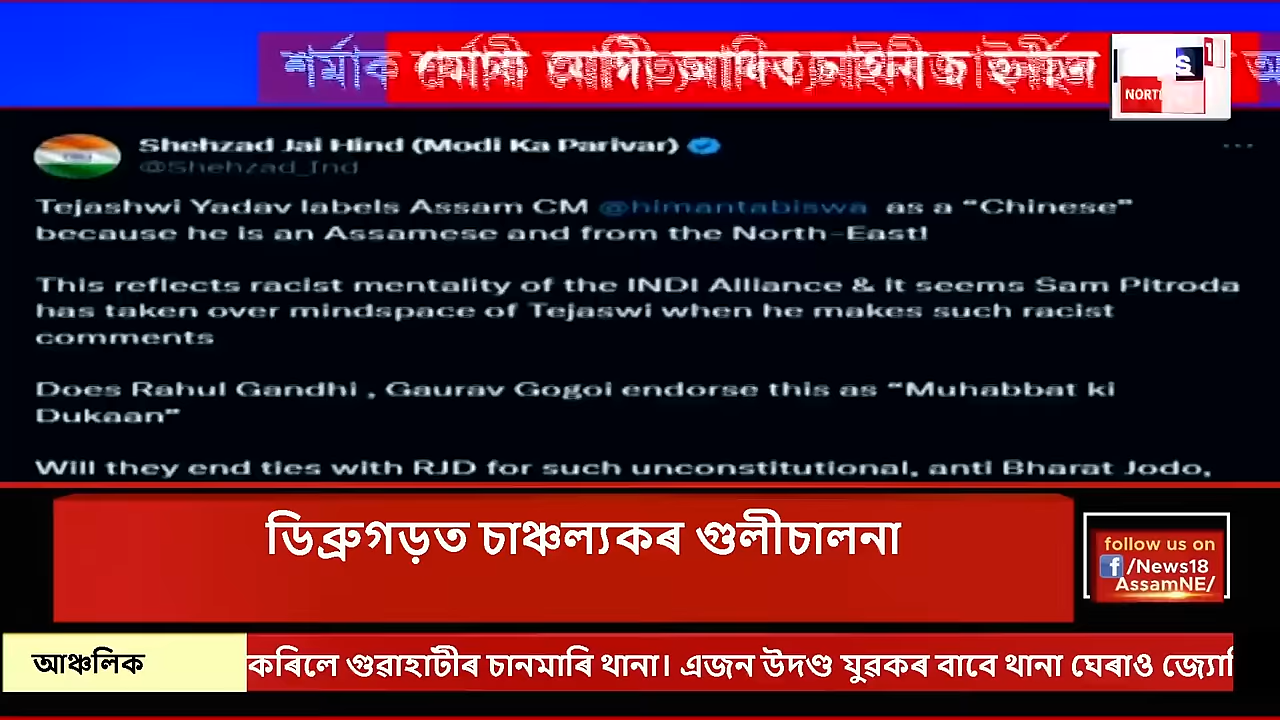 শৰ্মাক
NORTH
Shehzad Jai Hind (Modi Ka Parivar)
@Shehzad_Ind
Tejashwi Yadav labels Assam CM @himantabiswa as a “Chinese”
because he is an Assamese and from the North-East!
This reflects racist mentality of the INDI Alliance & it seems Sam Pitroda
has taken over mindspace of Tejaswi when he makes such racist
comments
Does Rahul Gandhi , Gaurav Gogoi endorse this as “Muhabbat ki
Dukaan”
Will they end ties with RJD for such unconstitutional, anti Bharat Jodo,
ডিব্ৰুগড়ত চাঞ্চল্যকৰ গুলীচালনা
follow us on
/News18
AssamNE/
আঞ্চলিক
কৰিলে গুৱাহাটীৰ চানমাৰি থানা। এজন উদণ্ড যুৱকৰ বাবে থানা ঘেৰাও